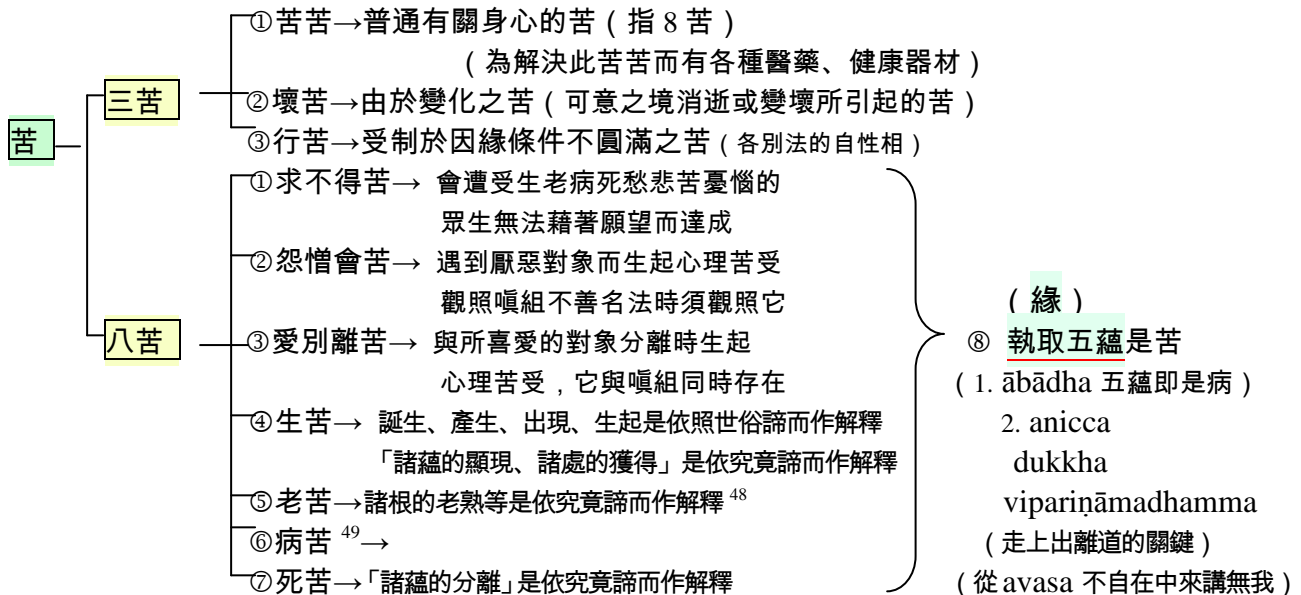 苦
三苦
①苦苦→普通有關身心的苦（指 8 苦）
（為解決此苦苦而有各種醫藥、健康器材）
②壞苦→由於變化之苦（可意之境消逝或變壞所引起的苦）
③行苦→受制於因緣條件不圓滿之苦（各別法的自性相）
八苦
①求不得苦→ 會遭受生老病死愁悲苦憂惱的
眾生無法藉著願望而達成
②怨憎會苦→ 遇到厭惡對象而生起心理苦受
觀照嗔組不善名法時須觀照它
③愛別離苦→ 與所喜愛的對象分離時生起
心理苦受，它與嗔組同時存在
④生苦→ 誕生、產生、出現、生起是依照世俗諦而作解釋
「諸蘊的顯現、諸處的獲得」是依究竟諦而作解釋
⑤老苦→諸根的老熟等是依究竟諦而作解釋 48
⑥病苦 49→
⑦死苦→「諸蘊的分離」是依究竟諦而作解釋
（緣）
⑧ 執取五蘊是苦
（1. ābādha 五蘊即是病）
2. anicca
dukkha
vipariṇāmadhamma
（走上出離道的關鍵）
（從 avasa 不自在中來講無我）